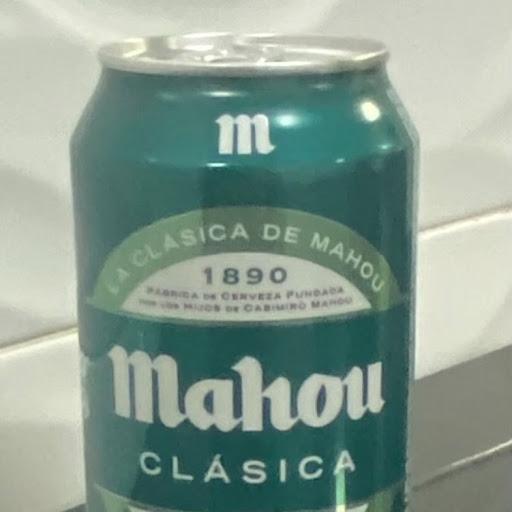 m
LA CLÁSICA DE MAHOU
1890
FÁBRICA DE CERVEZA FUNDADA
POR LOS HIJOS DE CASIMIRO MAHOU
Mahou
CLÁSICA